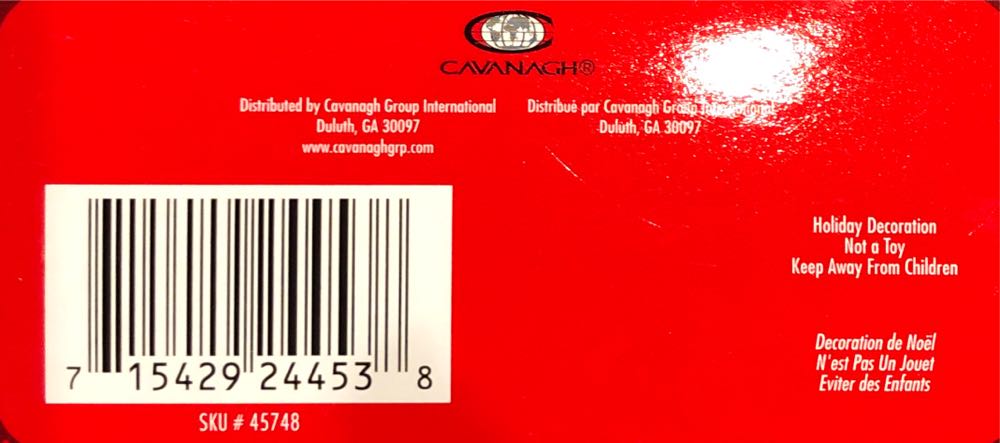 CAVANAGH®
Distributed by Cavanagh Group International
Duluth, GA 30097
www.cavanaghgrp.com
Distribué par Cavanagh Group International
Duluth, GA 30097
Holiday Decoration
Not a Toy
Keep Away From Children
Decoration de Noël
N'est Pas Un Jouet
Eviter des Enfants
7 15429 24453 8
SKU # 45748